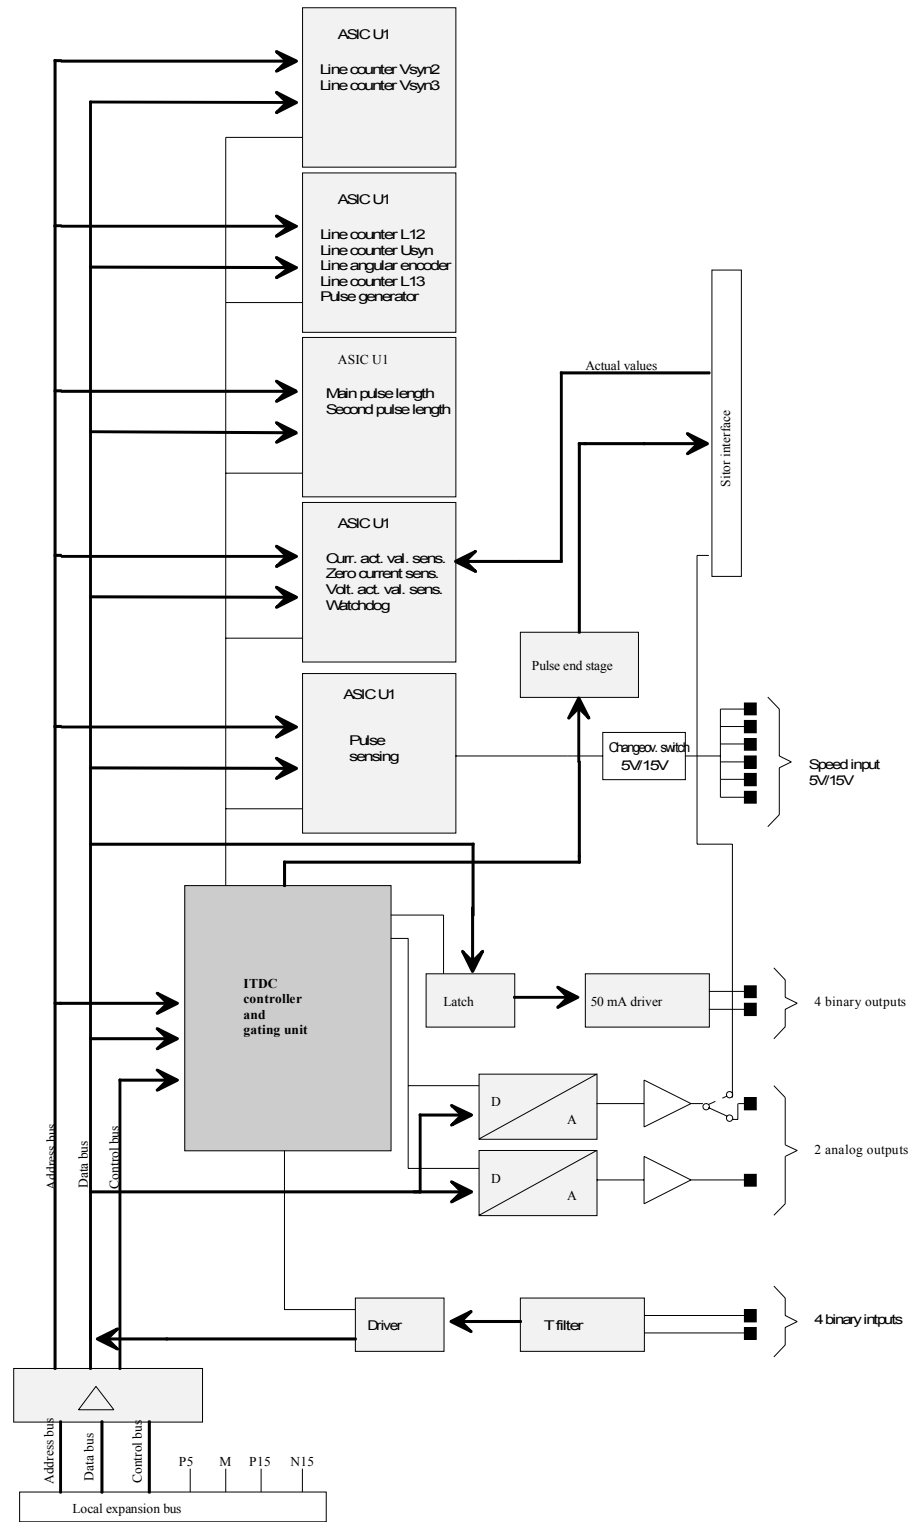 ASIC U1
Line counter Vsyn2
Line counter Vsyn3
ASIC U1
Line counter L12
Line counter Usyn
Line angular encoder
Line counter L13
Pulse generator
ASIC U1
Main pulse length
Second pulse length
Actual values
Sitor interface
ASIC U1
Curr. act. val. sens.
Zero current sens.
Volt. act. val. sens.
Watchdog
Pulse end stage
ASIC U1
Pulse
sensing
Changeov. switch
5V/15V
Speed input
5V/15V
ITDC
controller
and
gating unit
Latch
50 mA driver
4 binary outputs
D
A
2 analog outputs
D
A
Address bus
Data bus
Control bus
Driver
T filter
4 binary intputs
Address bus
Data bus
Control bus
P5
M
P15
N15
Local expansion bus